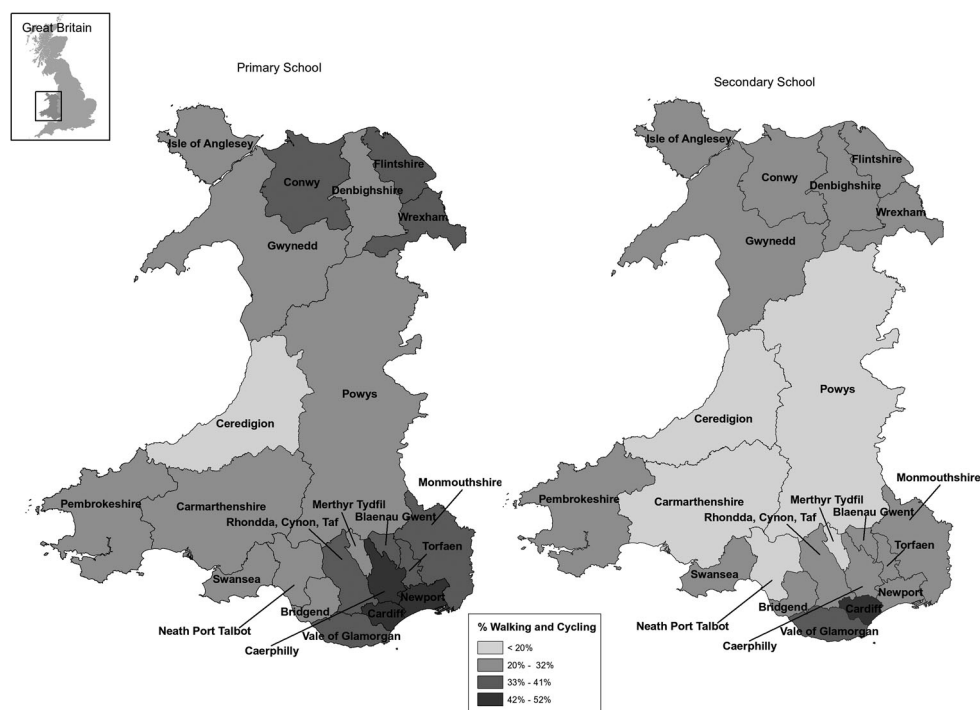 Great Britain
Primary School
Isle of Anglesey
Flintshire
Conwy
Denbighshire
Wrexham
Gwynedd
Powys
Ceredigion
Monmouthshire
Pembrokeshire
Carmarthenshire
Merthyr Tydfil
Blaenau Gwent
Rhondda, Cynon, Taf
Torfaen
Swansea
Newport
Bridgend
Cardiff
Neath Port Talbot
Vale of Glamorgan
Caerphilly
Secondary School
Isle of Anglesey
Flintshire
Conwy
Denbighshire
Wrexham
Gwynedd
Powys
Ceredigion
Monmouthshire
Pembrokeshire
Carmarthenshire
Merthyr Tydfil
Blaenau Gwent
Rhondda, Cynon, Taf
Torfaen
Swansea
Newport
Bridgend
Cardiff
Neath Port Talbot
Vale of Glamorgan
Caerphilly
% Walking and Cycling
< 20%
20% - 32%
33% - 41%
42% - 52%